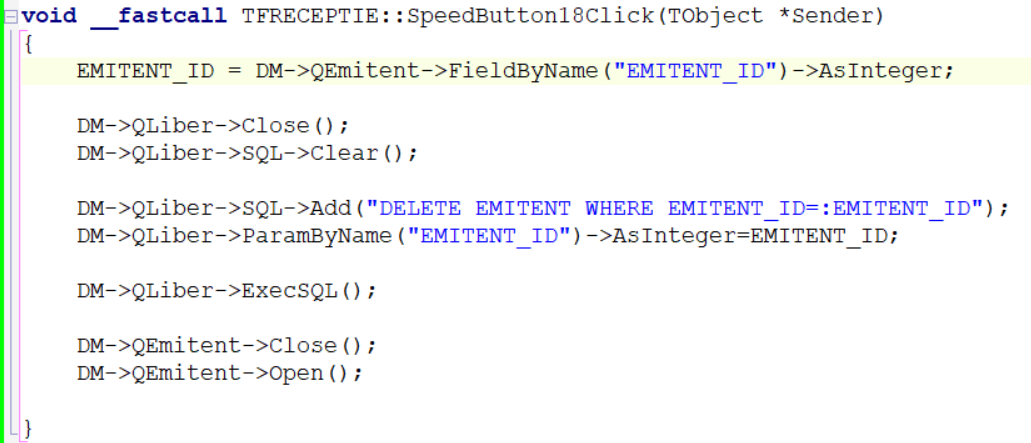 void __fastcall TFRECEPTIE::SpeedButton18Click(TObject *Sender)
{
EMITENT_ID = DM->QEmitent->FieldByName("EMITENT_ID")->AsInteger;
DM->QLiber->Close();
DM->QLiber->SQL->Clear();
DM->QLiber->SQL->Add("DELETE EMITENT WHERE EMITENT_ID=:EMITENT_ID");
DM->QLiber->ParamByName("EMITENT_ID")->AsInteger=EMITENT_ID;
DM->QLiber->ExecSQL();
DM->QEmitent->Close();
DM->QEmitent->Open();
}